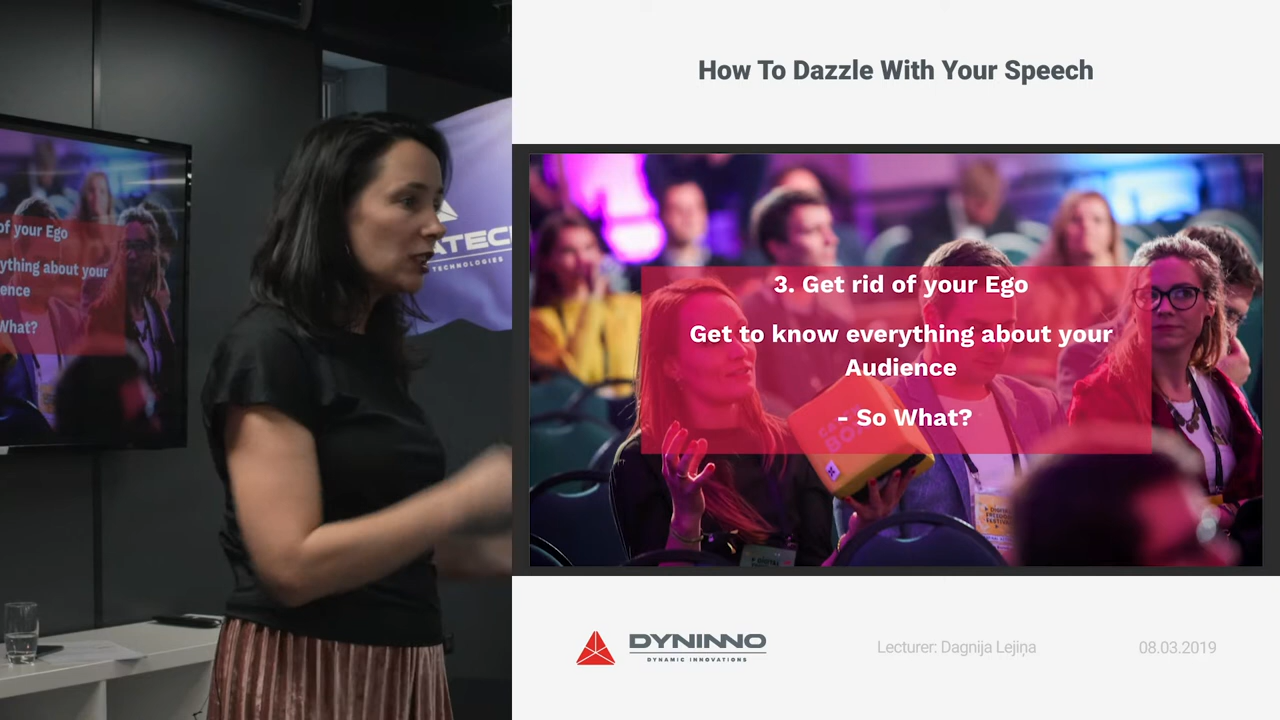 How To Dazzle With Your Speech
of your Ego
ything about your
ence
What?
ATEC
TECHNOLOGIES
3. Get rid of your Ego
Get to know everything about your
Audience
- So What?
DYNINNO
DYNAMIC INNOVATIONS
Lecturer: Dagnija Lejiņa
08.03.2019